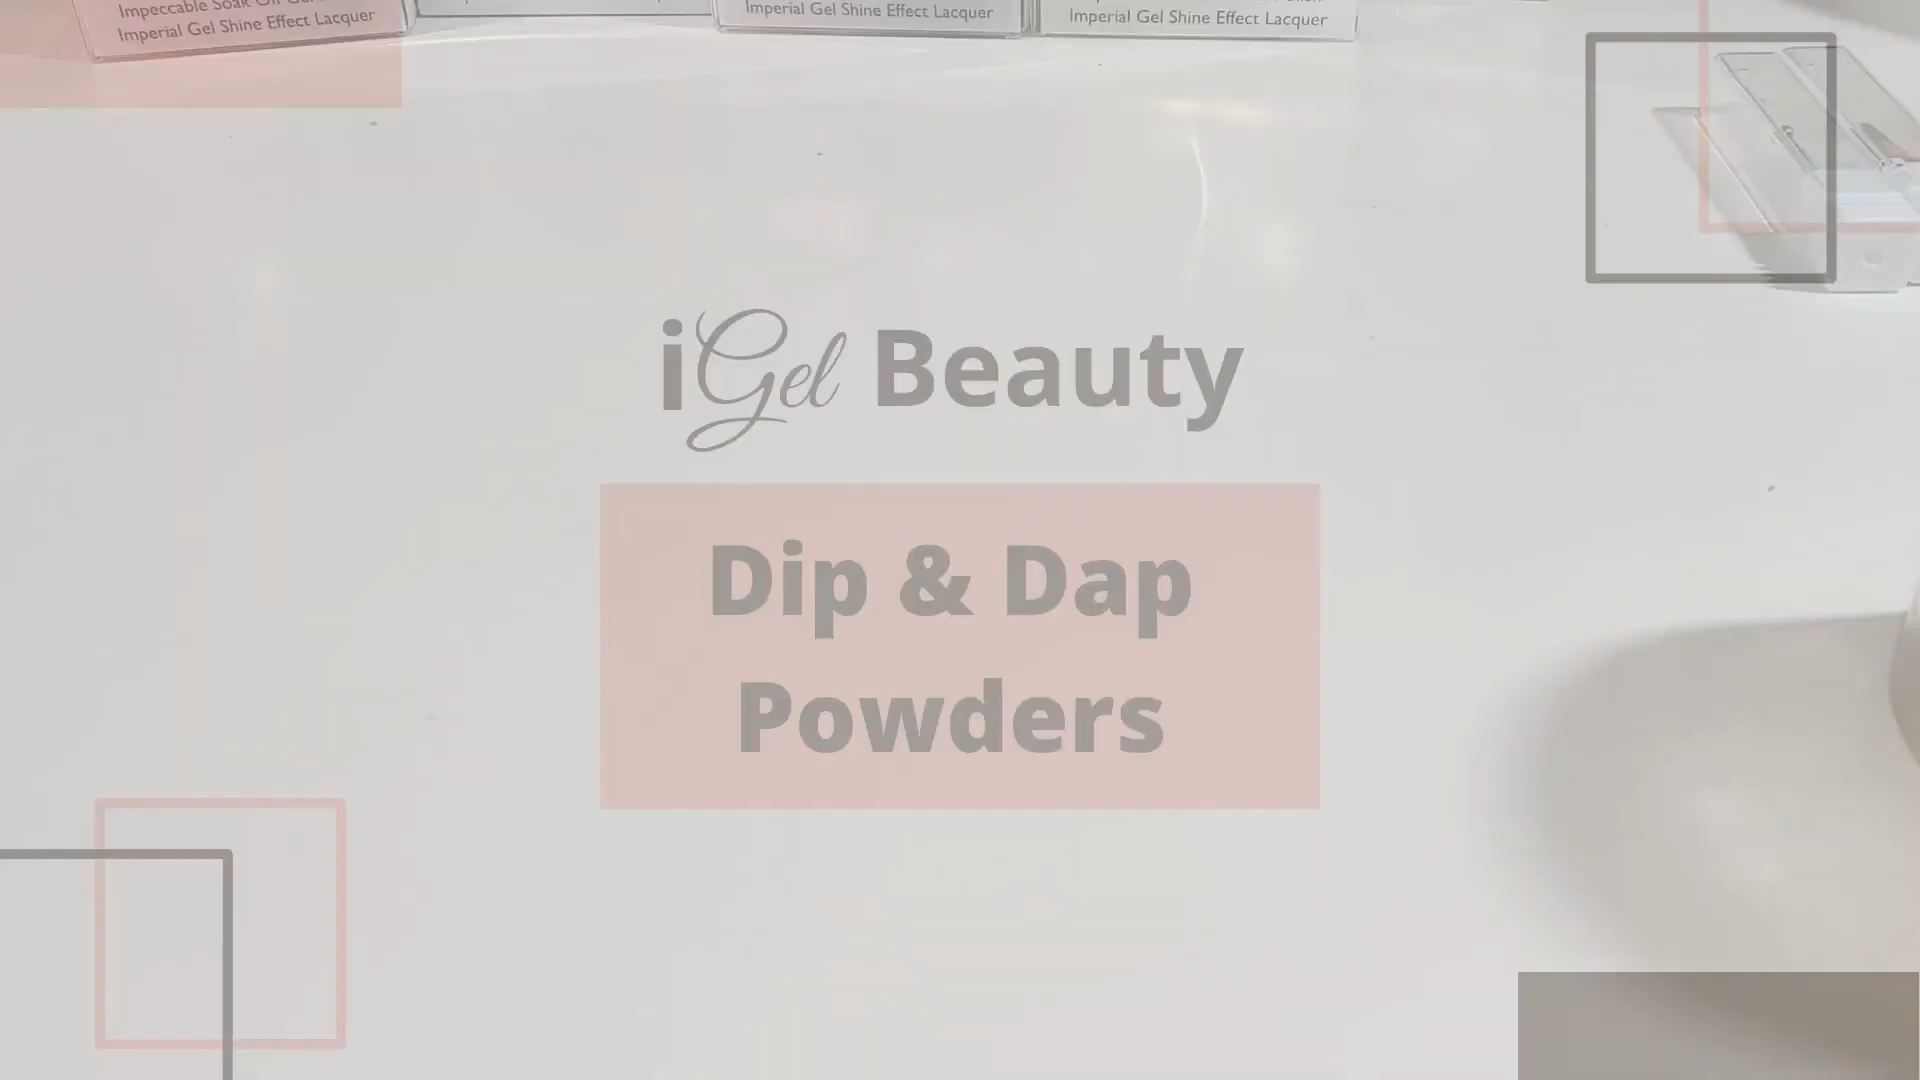 Impeccable Soak Off
Imperial Gel Shine Effect Lacquer
Imperial Gel Shine Effect Lacquer
Imperial Gel Shine Effect Lacquer
iGel Beauty
Dip & Dap
Powders